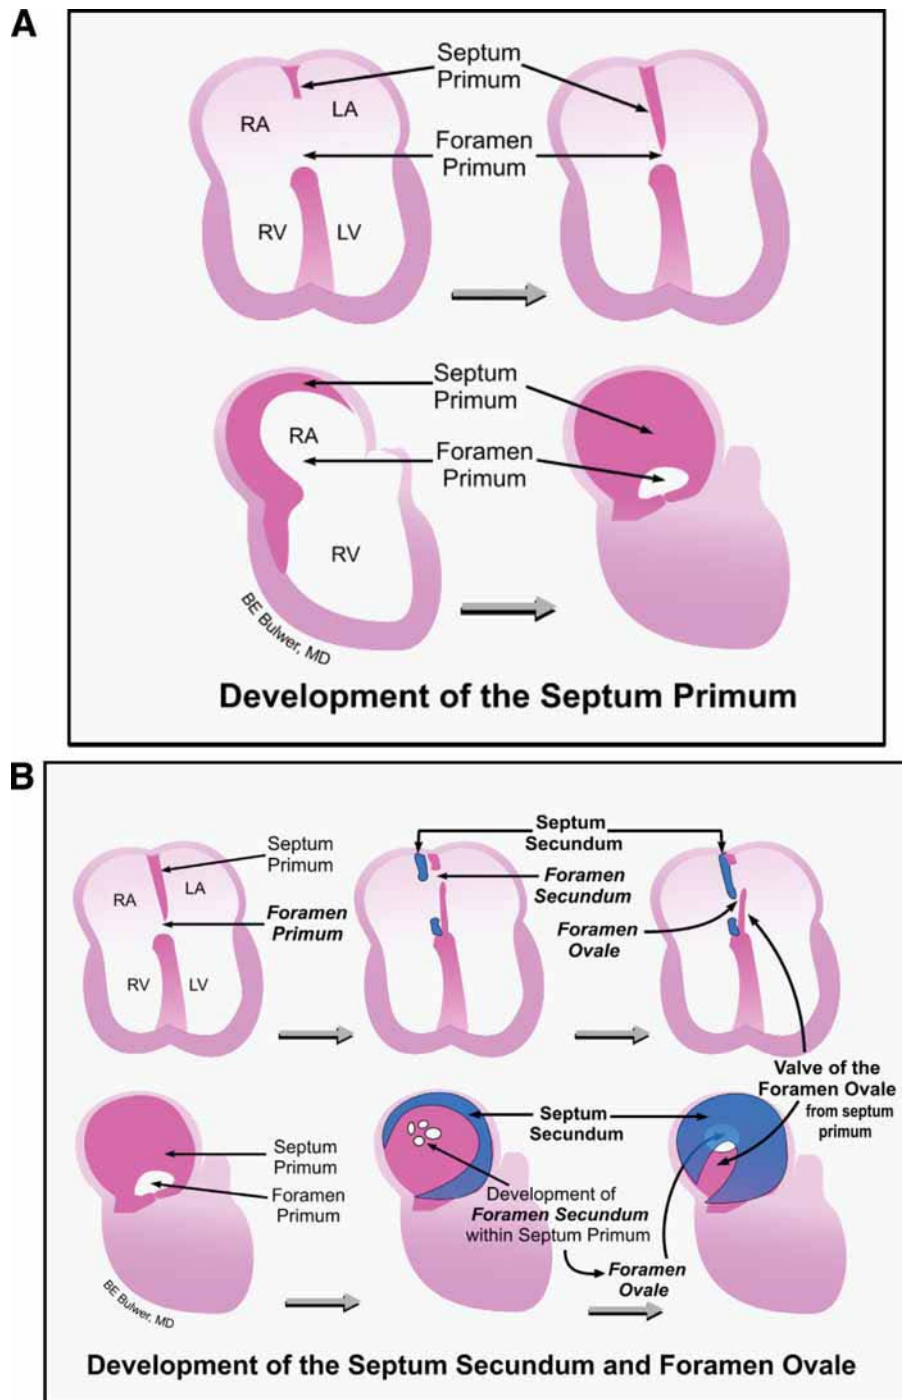 A
Septum
Primum
RA
LA
Foramen
Primum
RV
LV
Septum
Primum
RA
Foramen
Primum
RV
BE Bulwer, MD
Development of the Septum Primum
B
Septum
Secundum
Septum
Primum
RA
LA
Foramen
Secundum
Foramen
Primum
Foramen
Ovale
RV
LV
Valve of the
Foramen Ovale
from septum
primum
Septum
Secundum
Septum
Primum
Foramen
Primum
Development of
Foramen Secundum
within Septum Primum
Foramen
Ovale
BE Bulwer, MD
Development of the Septum Secundum and Foramen Ovale